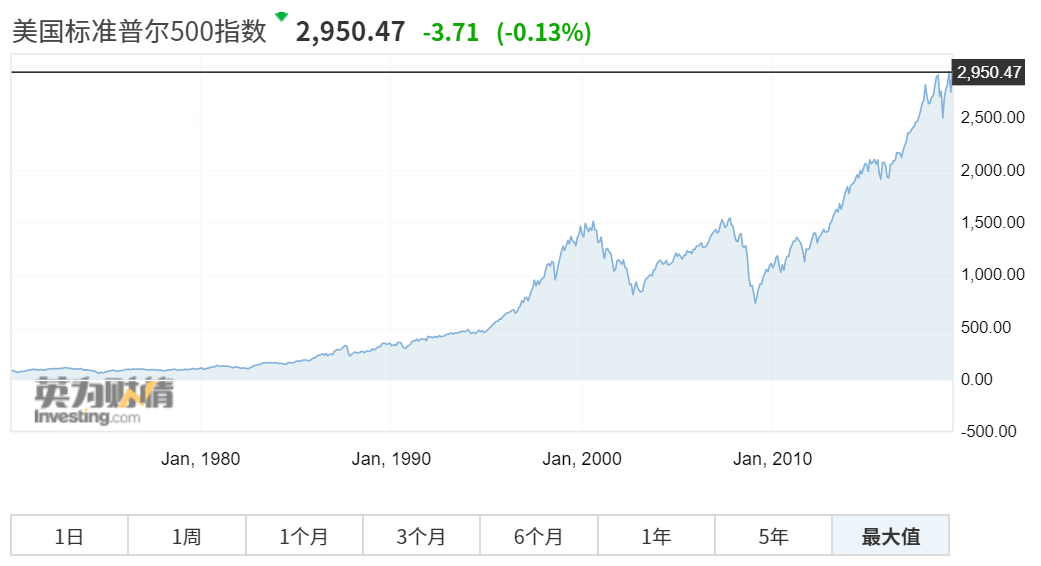 美国标准普尔500指数 2,950.47 -3.71 (-0.13%)
2,950.47
2,500.00
2,000.00
1,500.00
1,000.00
500.00
0.00
-500.00
英为财情
Investing.com
Jan, 1980 Jan, 1990 Jan, 2000 Jan, 2010
1日 1周 1个月 3个月 6个月 1年 5年 最大值